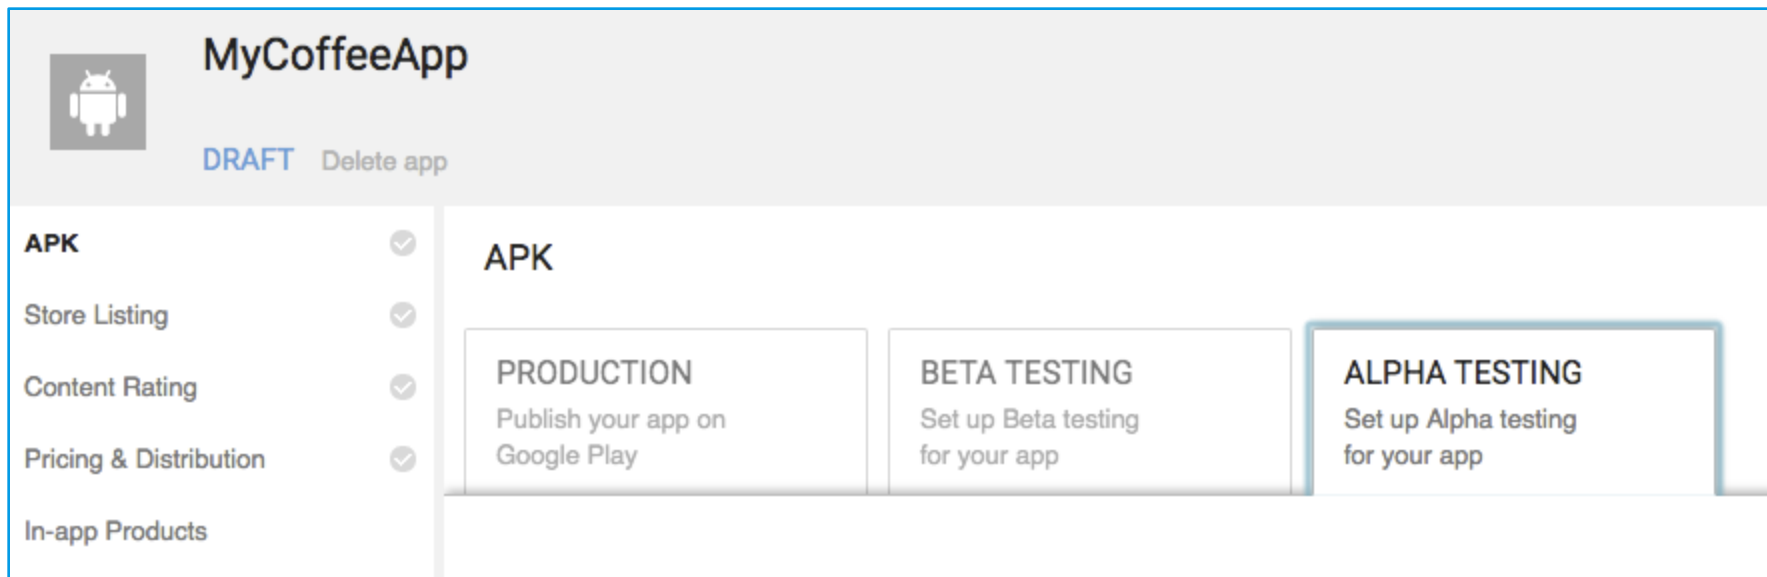 MyCoffeeApp
DRAFT Delete app
APK
Store Listing
Content Rating
Pricing & Distribution
In-app Products
APK
PRODUCTION
Publish your app on
Google Play
BETA TESTING
Set up Beta testing
for your app
ALPHA TESTING
Set up Alpha testing
for your app